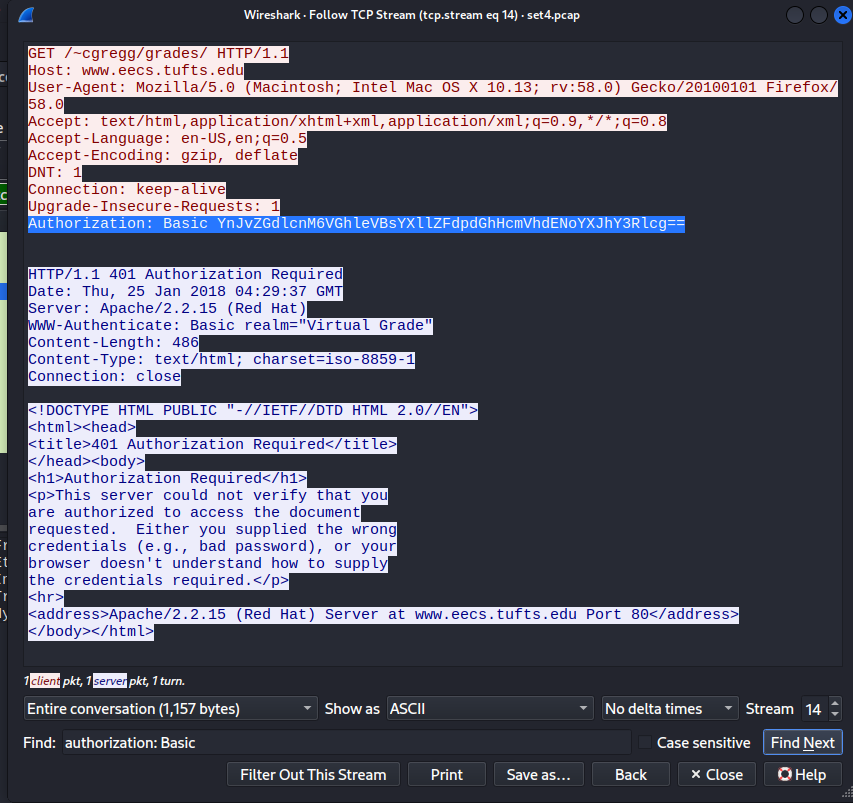 Wireshark · Follow TCP Stream (tcp.stream eq 14) · set4.pcap
GET /~cgregg/grades/ HTTP/1.1
Host: www.eecs.tufts.edu
User-Agent: Mozilla/5.0 (Macintosh; Intel Mac OS X 10.13; rv:58.0) Gecko/20100101 Firefox/
58.0
Accept: text/html,application/xhtml+xml,application/xml;q=0.9,*/*;q=0.8
Accept-Language: en-US,en;q=0.5
Accept-Encoding: gzip, deflate
DNT: 1
Connection: keep-alive
Upgrade-Insecure-Requests: 1
Authorization: Basic YnJvZGdlcnM6VGhleVBsYXllZFdpdGhHcmVhdENoYXJhY3Rlcg==
HTTP/1.1 401 Authorization Required
Date: Thu, 25 Jan 2018 04:29:37 GMT
Server: Apache/2.2.15 (Red Hat)
WWW-Authenticate: Basic realm="Virtual Grade"
Content-Length: 486
Content-Type: text/html; charset=iso-8859-1
Connection: close
<!DOCTYPE HTML PUBLIC "-//IETF//DTD HTML 2.0//EN">
<html><head>
<title>401 Authorization Required</title>
</head><body>
<h1>Authorization Required</h1>
<p>This server could not verify that you
are authorized to access the document
requested.  Either you supplied the wrong
credentials (e.g., bad password), or your
browser doesn't understand how to supply
the credentials required.</p>
<hr>
<address>Apache/2.2.15 (Red Hat) Server at www.eecs.tufts.edu Port 80</address>
</body></html>
1 client pkt, 1 server pkt, 1 turn.
Entire conversation (1,157 bytes) Show as ASCII No delta times Stream 14
Find: authorization: Basic Case sensitive Find Next
Filter Out This Stream Print Save as… Back Close Help